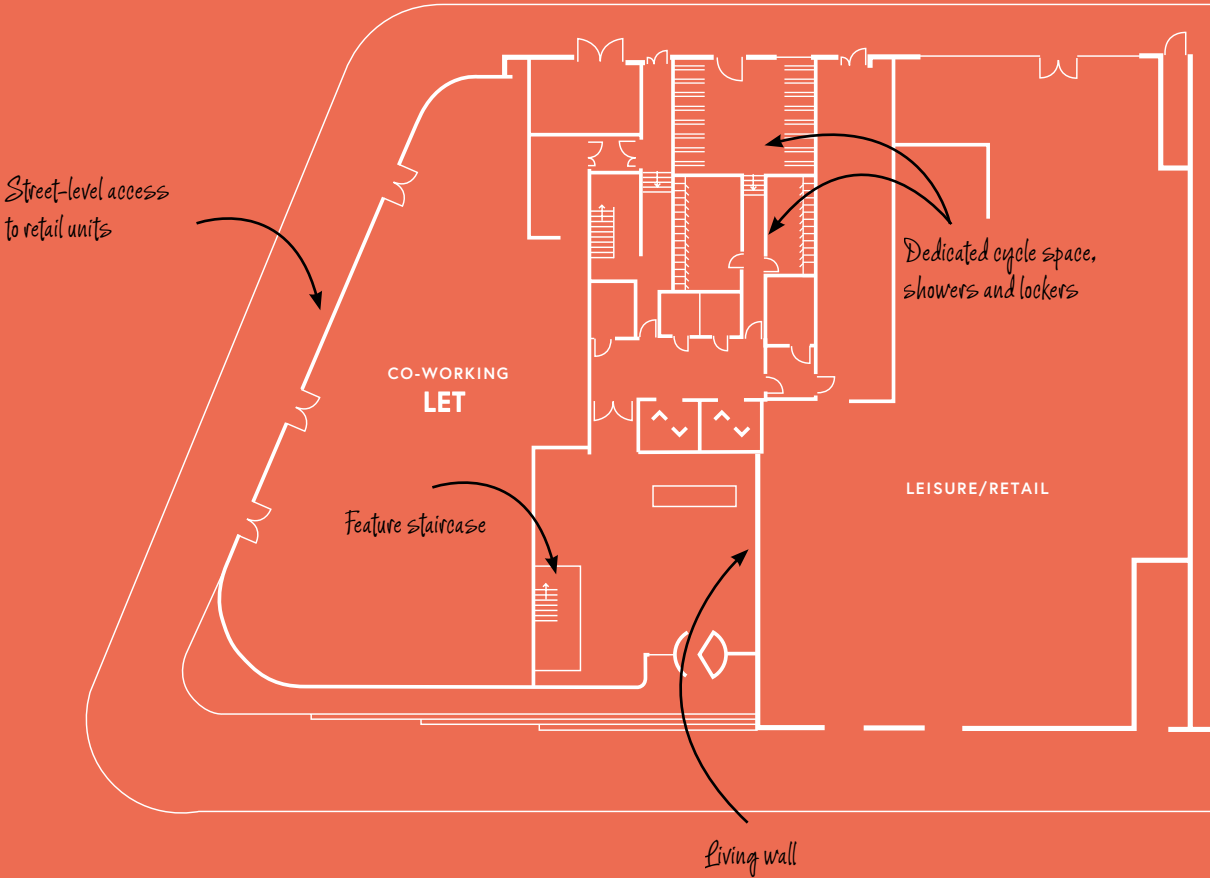 Street-level access
to retail units
Dedicated cycle space,
showers and lockers
CO-WORKING
LET
LEISURE/RETAIL
Feature staircase
Living wall